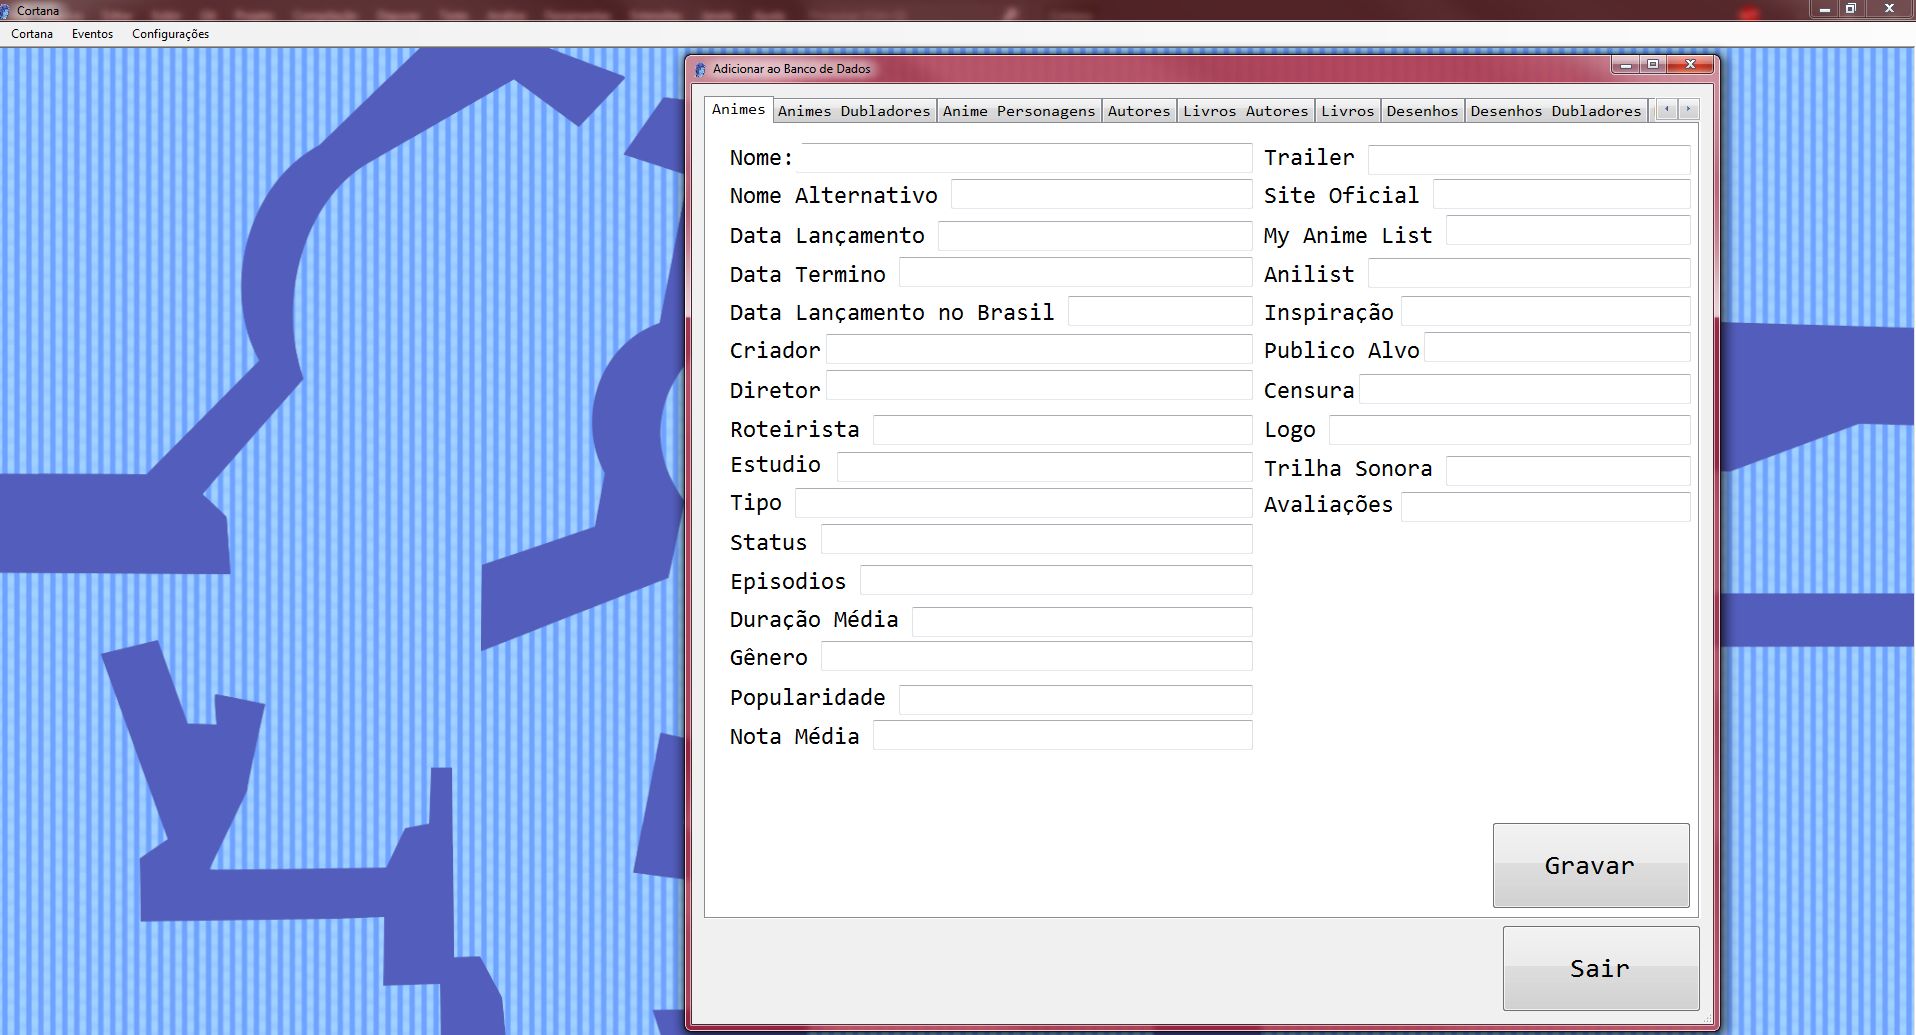 Cortana
Cortana Eventos Configurações
Adicionar ao Banco de Dados
Animes Animes Dubladores Anime Personagens Autores Livros Autores Livros Desenhos Desenhos Dubladores
Nome:
Nome Alternativo
Data Lançamento
Data Termino
Data Lançamento no Brasil
Criador
Diretor
Roteirista
Estudio
Tipo
Status
Episodios
Duração Média
Gênero
Popularidade
Nota Média
Trailer
Site Oficial
My Anime List
Anilist
Inspiração
Publico Alvo
Censura
Logo
Trilha Sonora
Avaliações
Gravar
Sair